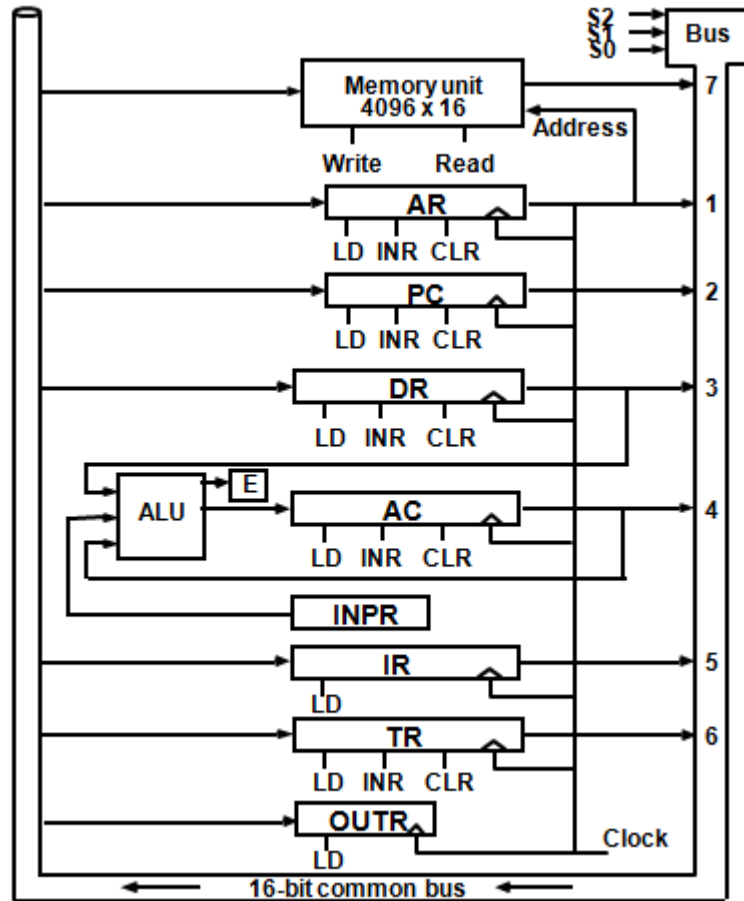 S2
S1
S0
Bus
Memory unit
4096 x 16
7
Address
Write Read
AR
1
LD INR CLR
PC
2
LD INR CLR
DR
3
LD INR CLR
E
ALU
AC
4
LD INR CLR
INPR
IR
5
LD
TR
6
LD INR CLR
OUTR
Clock
LD
16-bit common bus